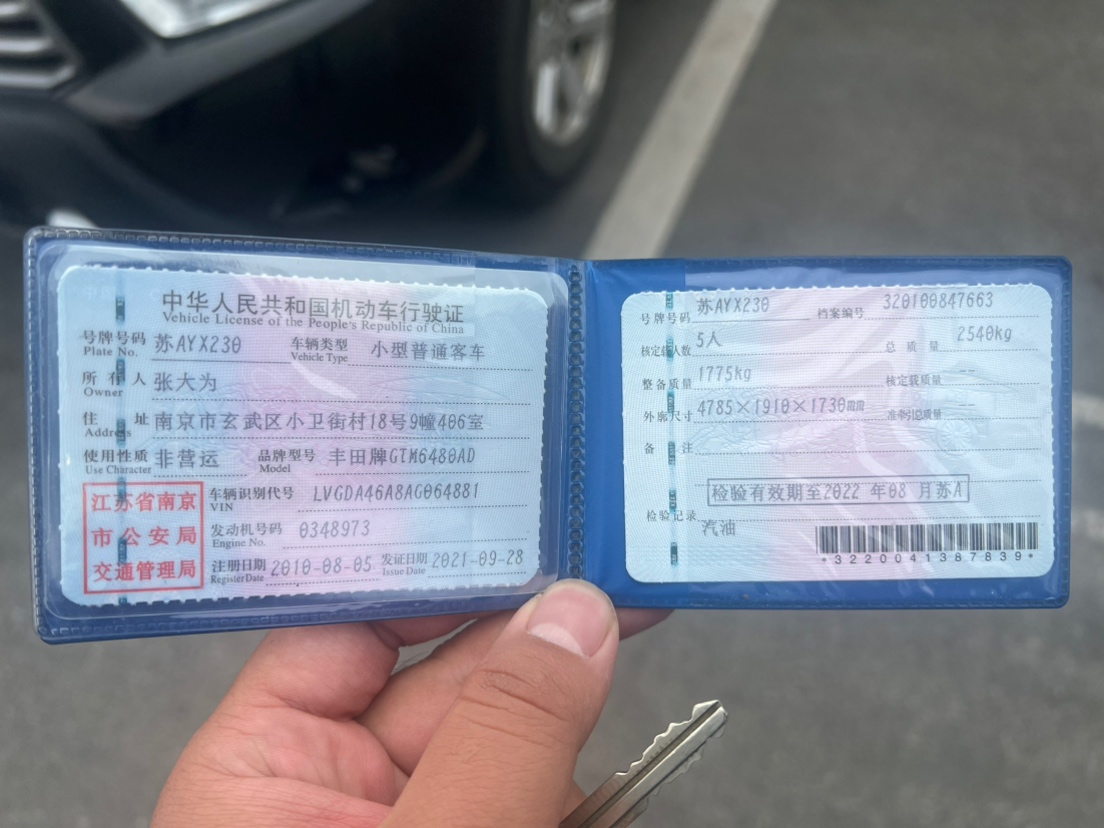 中华人民共和国机动车行驶证
Vehicle License of the People's Republic of China
号牌号码 苏AYX230 车辆类型 小型普通客车
Plate No. Vehicle Type
所有人 张大为
Owner
住址 南京市玄武区小卫街村18号9幢406室
Address
使用性质 非营运 品牌型号 丰田牌GTM6480AD
Use Character Model
江苏省南京
市公安局
交通管理局
车辆识别代号 LVGDA46A8AG064881
VIN
发动机号码 0348973
Engine No.
注册日期 2010-08-05 发证日期 2021-09-28
Register Date Issue Date
号牌号码 苏AYX230 档案编号 320100847663
核定载人数 5人 总质量 2540kg
整备质量 1775kg 核定载质量 --
外廓尺寸 4785×1910×1730mm 准牵引总质量 --
备注
检验有效期至2022年08月苏A
检验记录
汽油
*3220041387839*